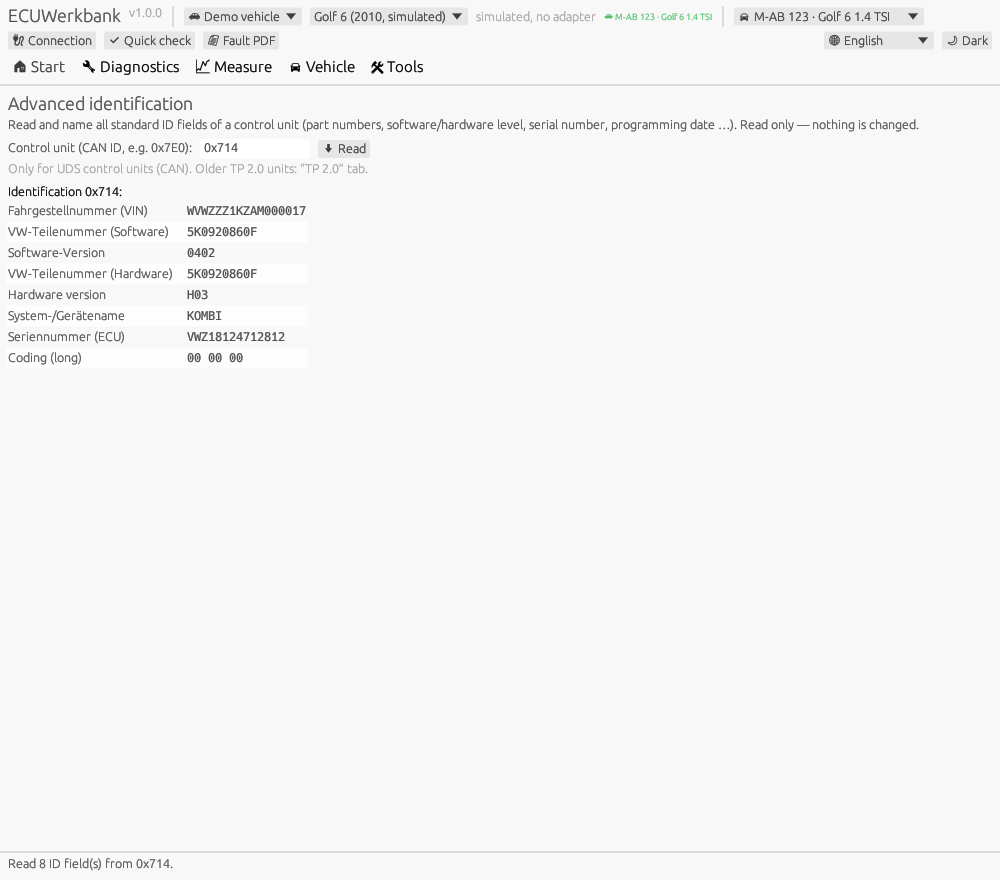 ECUWerkbank v1.0.0 Demo vehicle Golf 6 (2010, simulated) simulated, no adapter M-AB 123 · Golf 6 1.4 TSI M-AB 123 · Golf 6 1.4 TSI
Connection Quick check Fault PDF English Dark
Start Diagnostics Measure Vehicle Tools
Advanced identification
Read and name all standard ID fields of a control unit (part numbers, software/hardware level, serial number, programming date …). Read only — nothing is changed.
Control unit (CAN ID, e.g. 0x7E0): 0x714 Read
Only for UDS control units (CAN). Older TP 2.0 units: "TP 2.0" tab.
Identification 0x714:
Fahrgestellnummer (VIN) WVWZZZ1KZAM000017
VW-Teilenummer (Software) 5K0920860F
Software-Version 0402
VW-Teilenummer (Hardware) 5K0920860F
Hardware version H03
System-/Gerätename KOMBI
Seriennummer (ECU) VWZ18124712812
Coding (long) 00 00 00
Read 8 ID field(s) from 0x714.